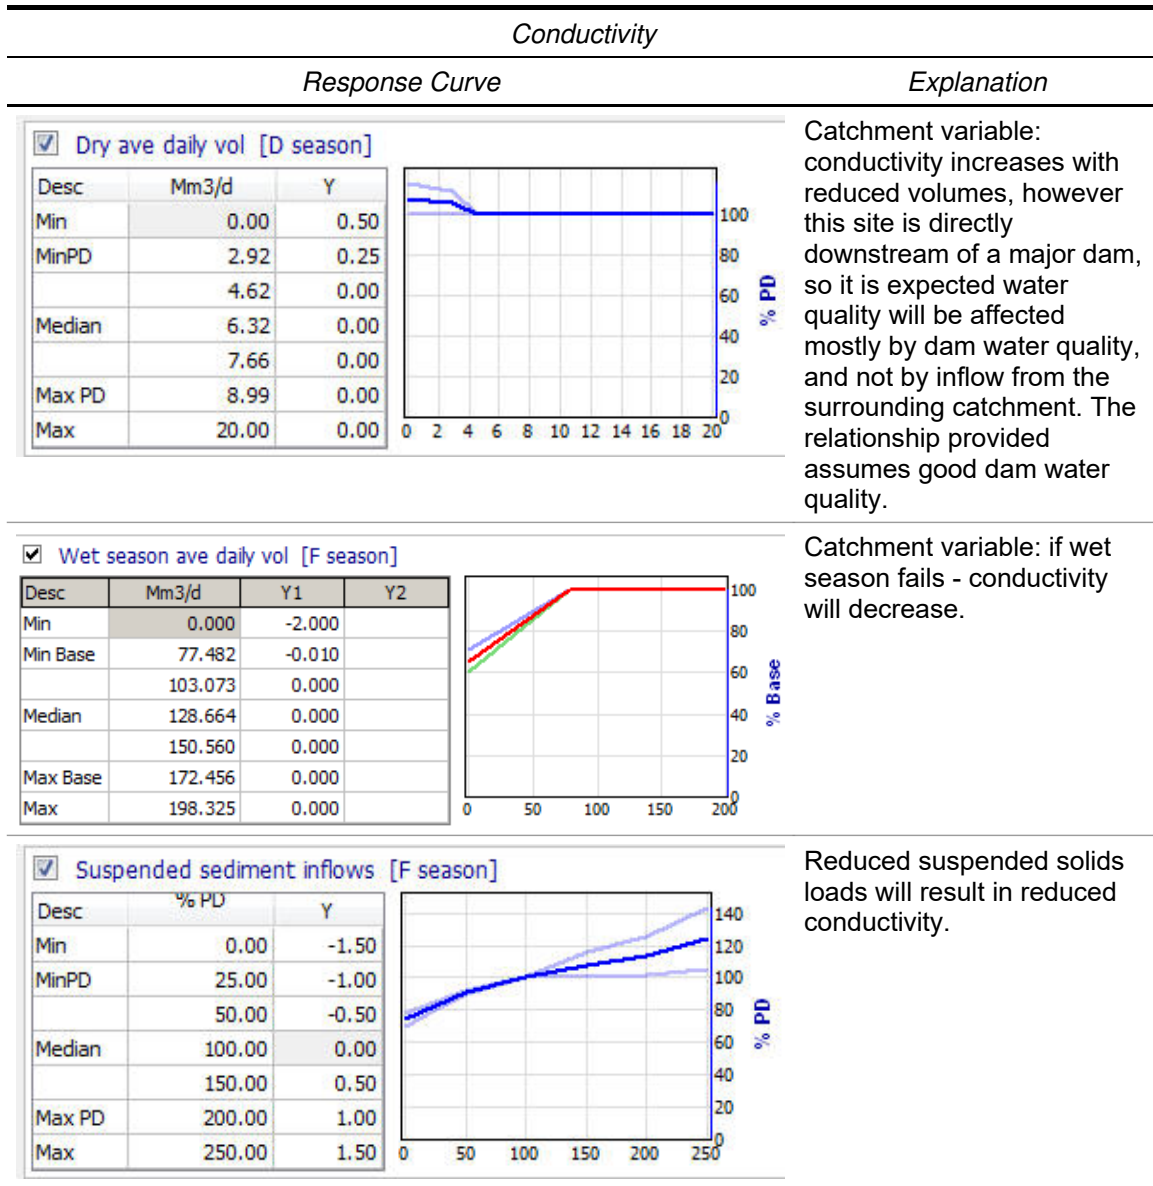 Conductivity
Response Curve Explanation
Dry ave daily vol [D season]
Desc Mm3/d Y
Min 0.00 0.50
MinPD 2.92 0.25
4.62 0.00
Median 6.32 0.00
7.66 0.00
Max PD 8.99 0.00
Max 20.00 0.00
100
80
60
40
20
0
% PD
0 2 4 6 8 10 12 14 16 18 20
Catchment variable:
conductivity increases with
reduced volumes, however
this site is directly
downstream of a major dam,
so it is expected water
quality will be affected
mostly by dam water quality,
and not by inflow from the
surrounding catchment. The
relationship provided
assumes good dam water
quality.
Wet season ave daily vol [F season]
Desc Mm3/d Y1 Y2
Min 0.000 -2.000
Min Base 77.482 -0.010
103.073 0.000
Median 128.664 0.000
150.560 0.000
Max Base 172.456 0.000
Max 198.325 0.000
100
80
60
40
20
0
% Base
0 50 100 150 200
Catchment variable: if wet
season fails - conductivity
will decrease.
Suspended sediment inflows [F season]
Desc % PD Y
Min 0.00 -1.50
MinPD 25.00 -1.00
50.00 -0.50
Median 100.00 0.00
150.00 0.50
Max PD 200.00 1.00
Max 250.00 1.50
140
120
100
80
60
40
20
0
% PD
0 50 100 150 200 250
Reduced suspended solids
loads will result in reduced
conductivity.